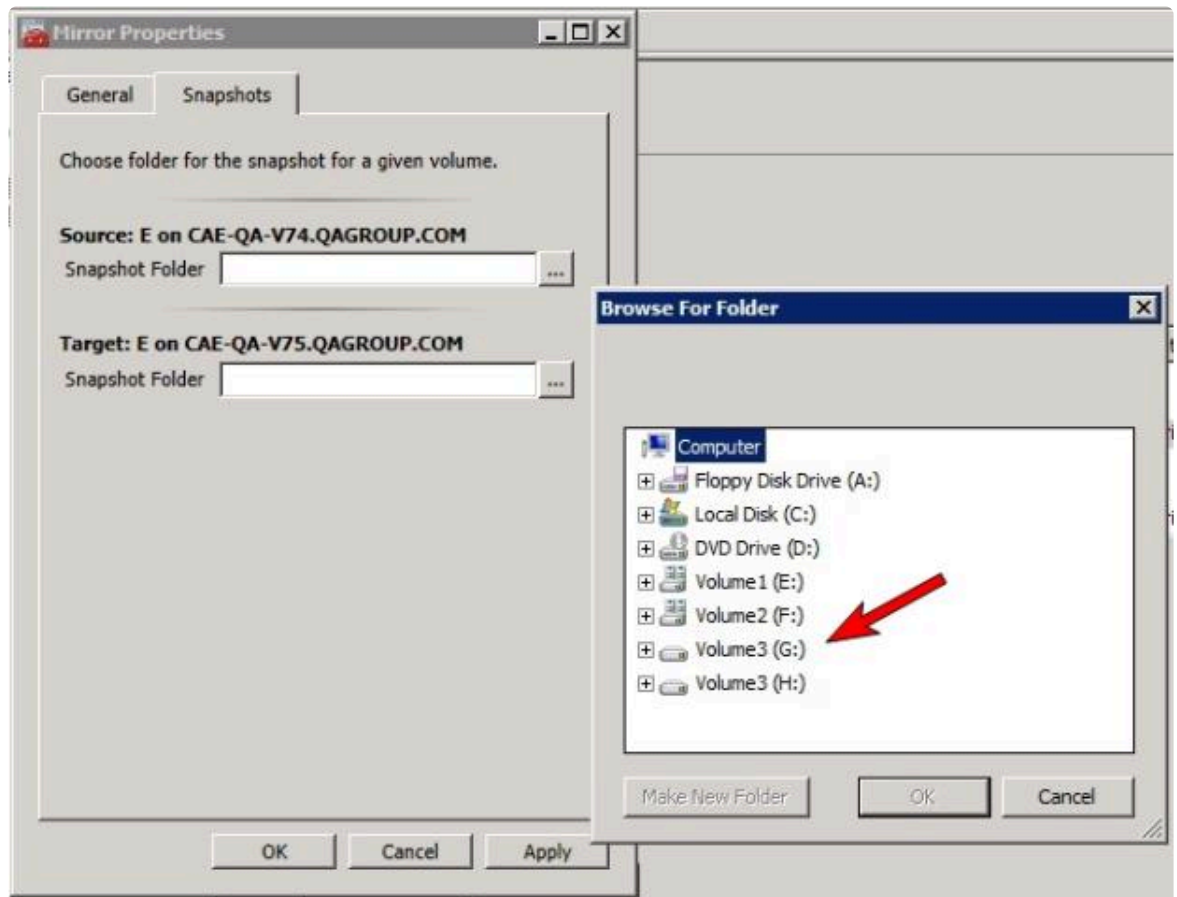 Mirror Properties
General Snapshots
Choose folder for the snapshot for a given volume.
Source: E on CAE-QA-V74.QAGROUP.COM
Snapshot Folder ...
Target: E on CAE-QA-V75.QAGROUP.COM
Snapshot Folder ...
OK Cancel Apply
Browse For Folder
Computer
Floppy Disk Drive (A:)
Local Disk (C:)
DVD Drive (D:)
Volume1 (E:)
Volume2 (F:)
Volume3 (G:)
Volume3 (H:)
Make New Folder OK Cancel